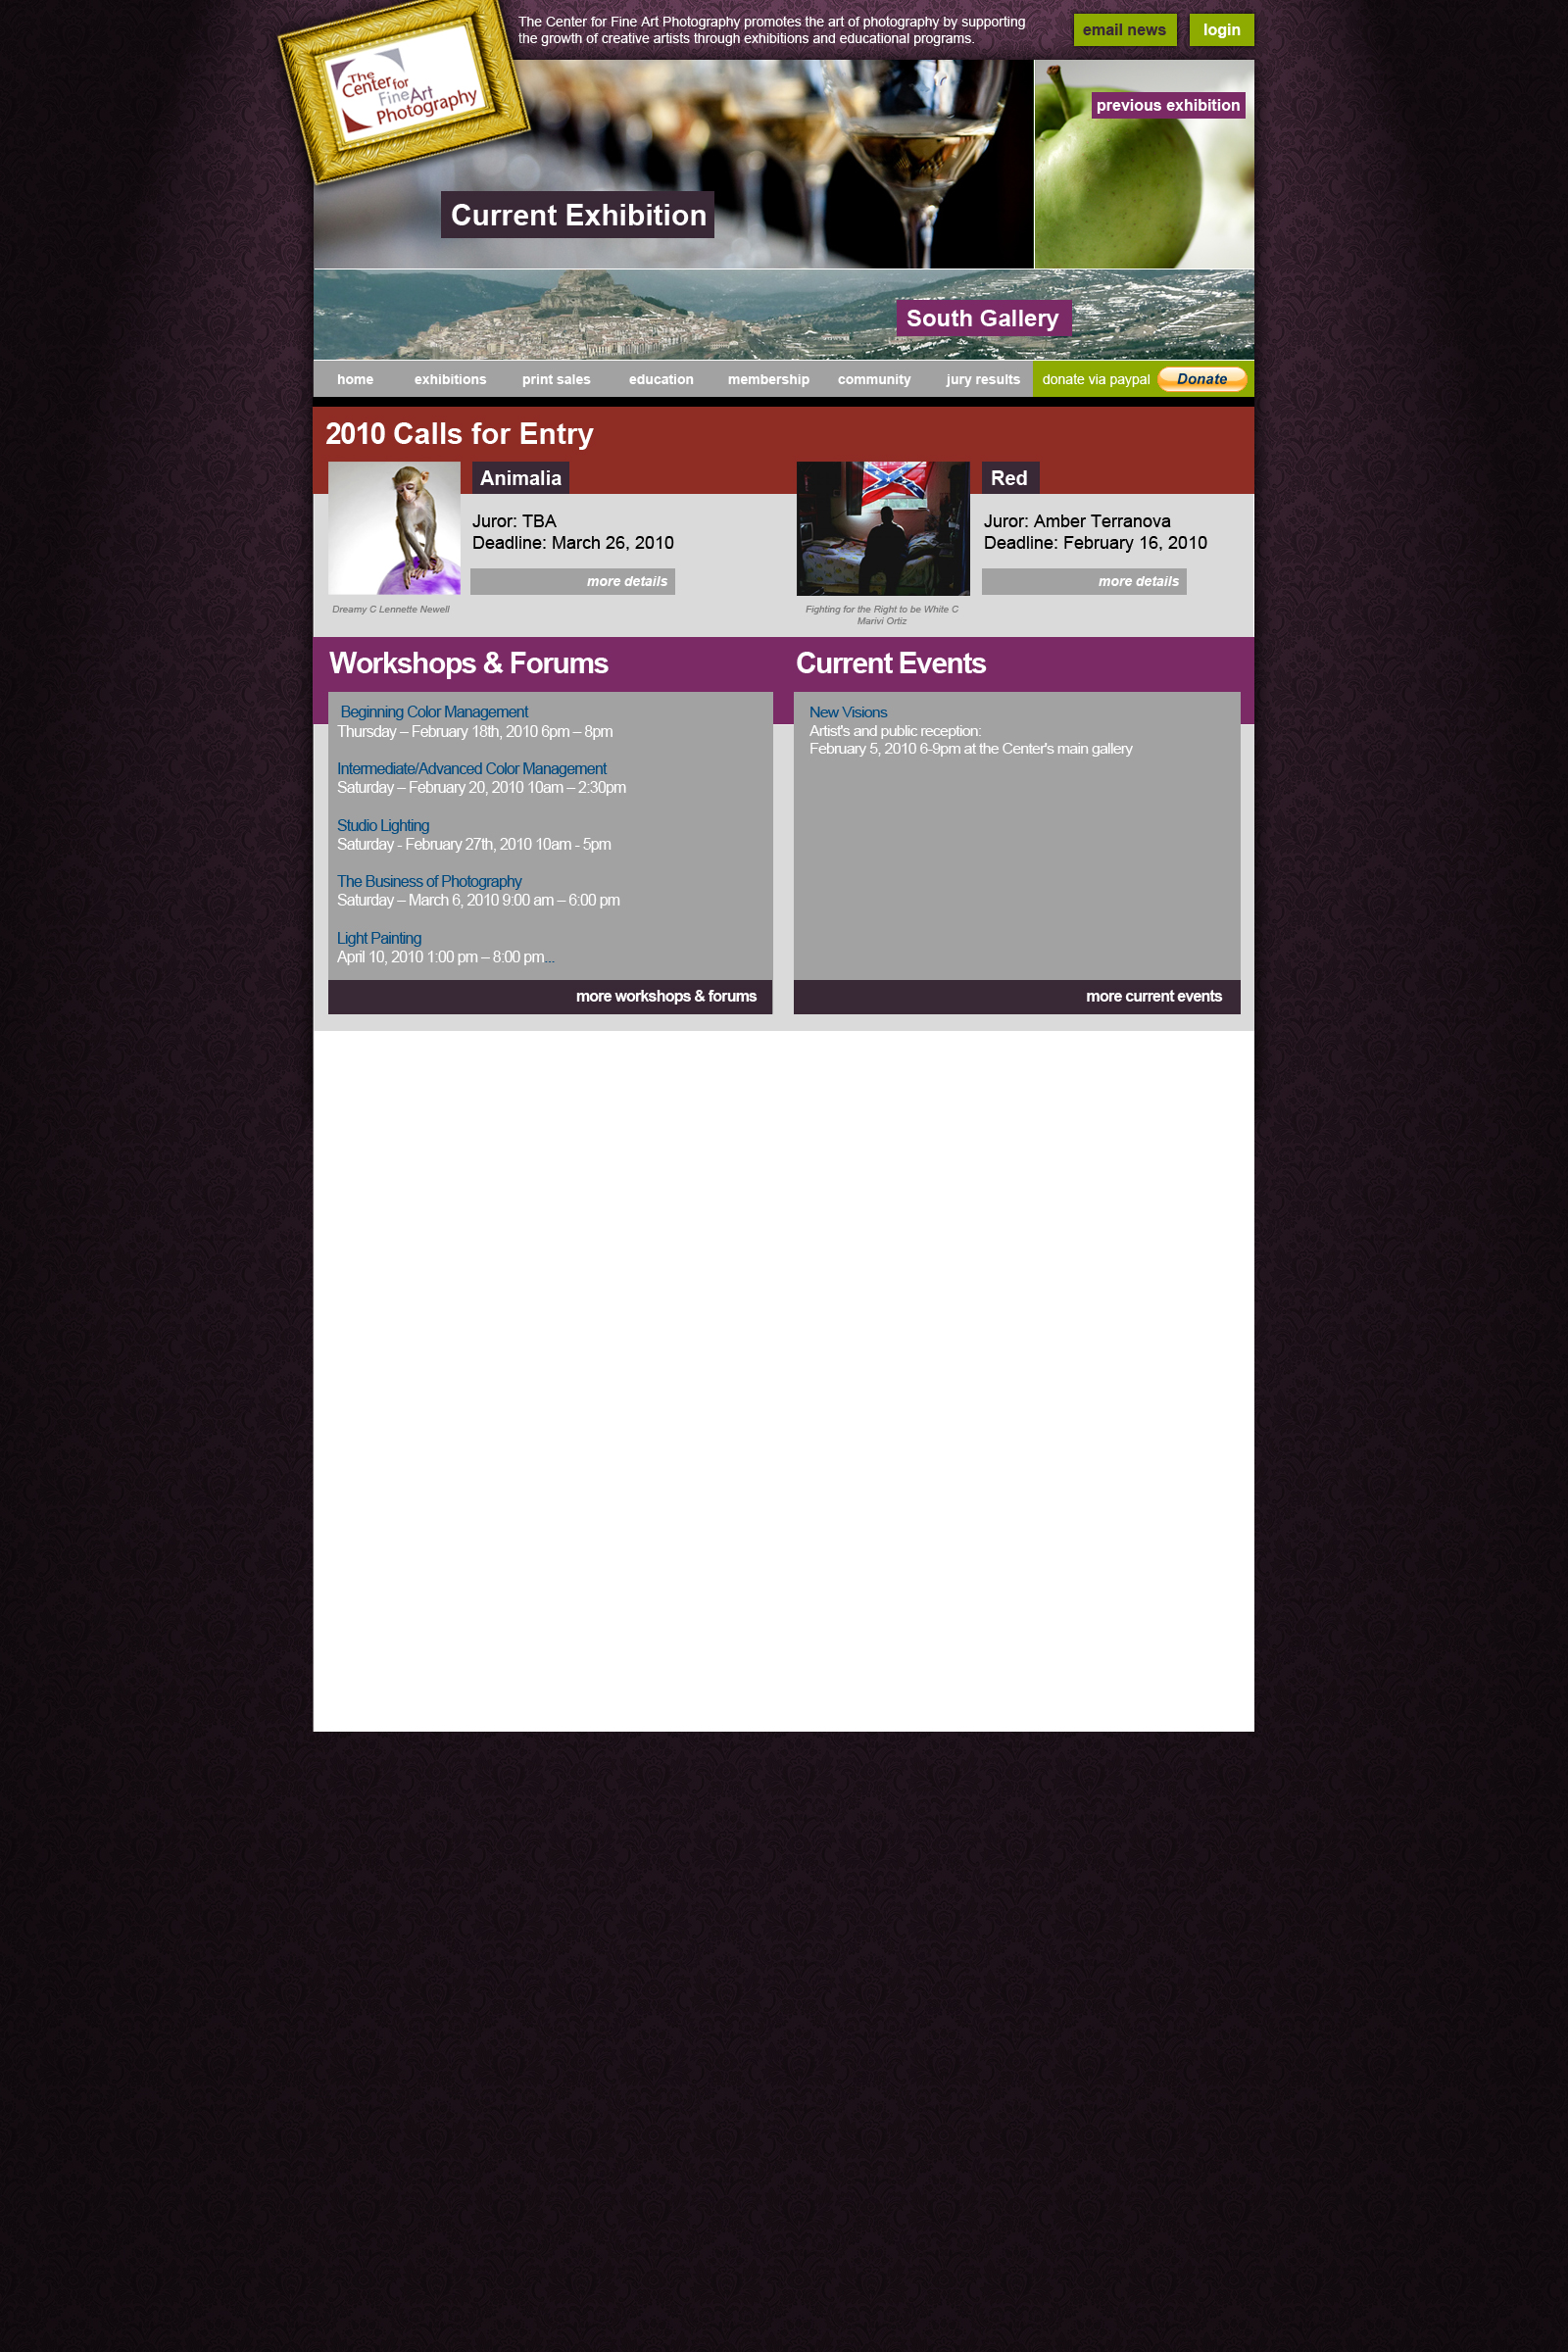 The Center for Fine Art Photography promotes the art of photography by supporting
the growth of creative artists through exhibitions and educational programs.
email news
login
The
Center for
Fine Art
Photography
previous exhibition
Current Exhibition
South Gallery
home exhibitions print sales education membership community jury results donate via paypal Donate
2010 Calls for Entry
Animalia
Juror: TBA
Deadline: March 26, 2010
more details
Dreamy C Lennette Newell
Red
Juror: Amber Terranova
Deadline: February 16, 2010
more details
Fighting for the Right to be White C
Marivi Ortiz
Workshops & Forums
Beginning Color Management
Thursday – February 18th, 2010 6pm – 8pm
Intermediate/Advanced Color Management
Saturday – February 20, 2010 10am – 2:30pm
Studio Lighting
Saturday - February 27th, 2010 10am - 5pm
The Business of Photography
Saturday – March 6, 2010 9:00 am – 6:00 pm
Light Painting
April 10, 2010 1:00 pm – 8:00 pm...
more workshops & forums
Current Events
New Visions
Artist's and public reception:
February 5, 2010 6-9pm at the Center's main gallery
more current events